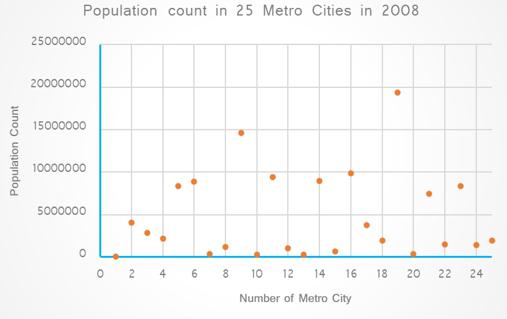 Population count in 25 Metro Cities in 2008
25000000
20000000
15000000
10000000
5000000
0
Population Count
0 2 4 6 8 10 12 14 16 18 20 22 24
Number of Metro City